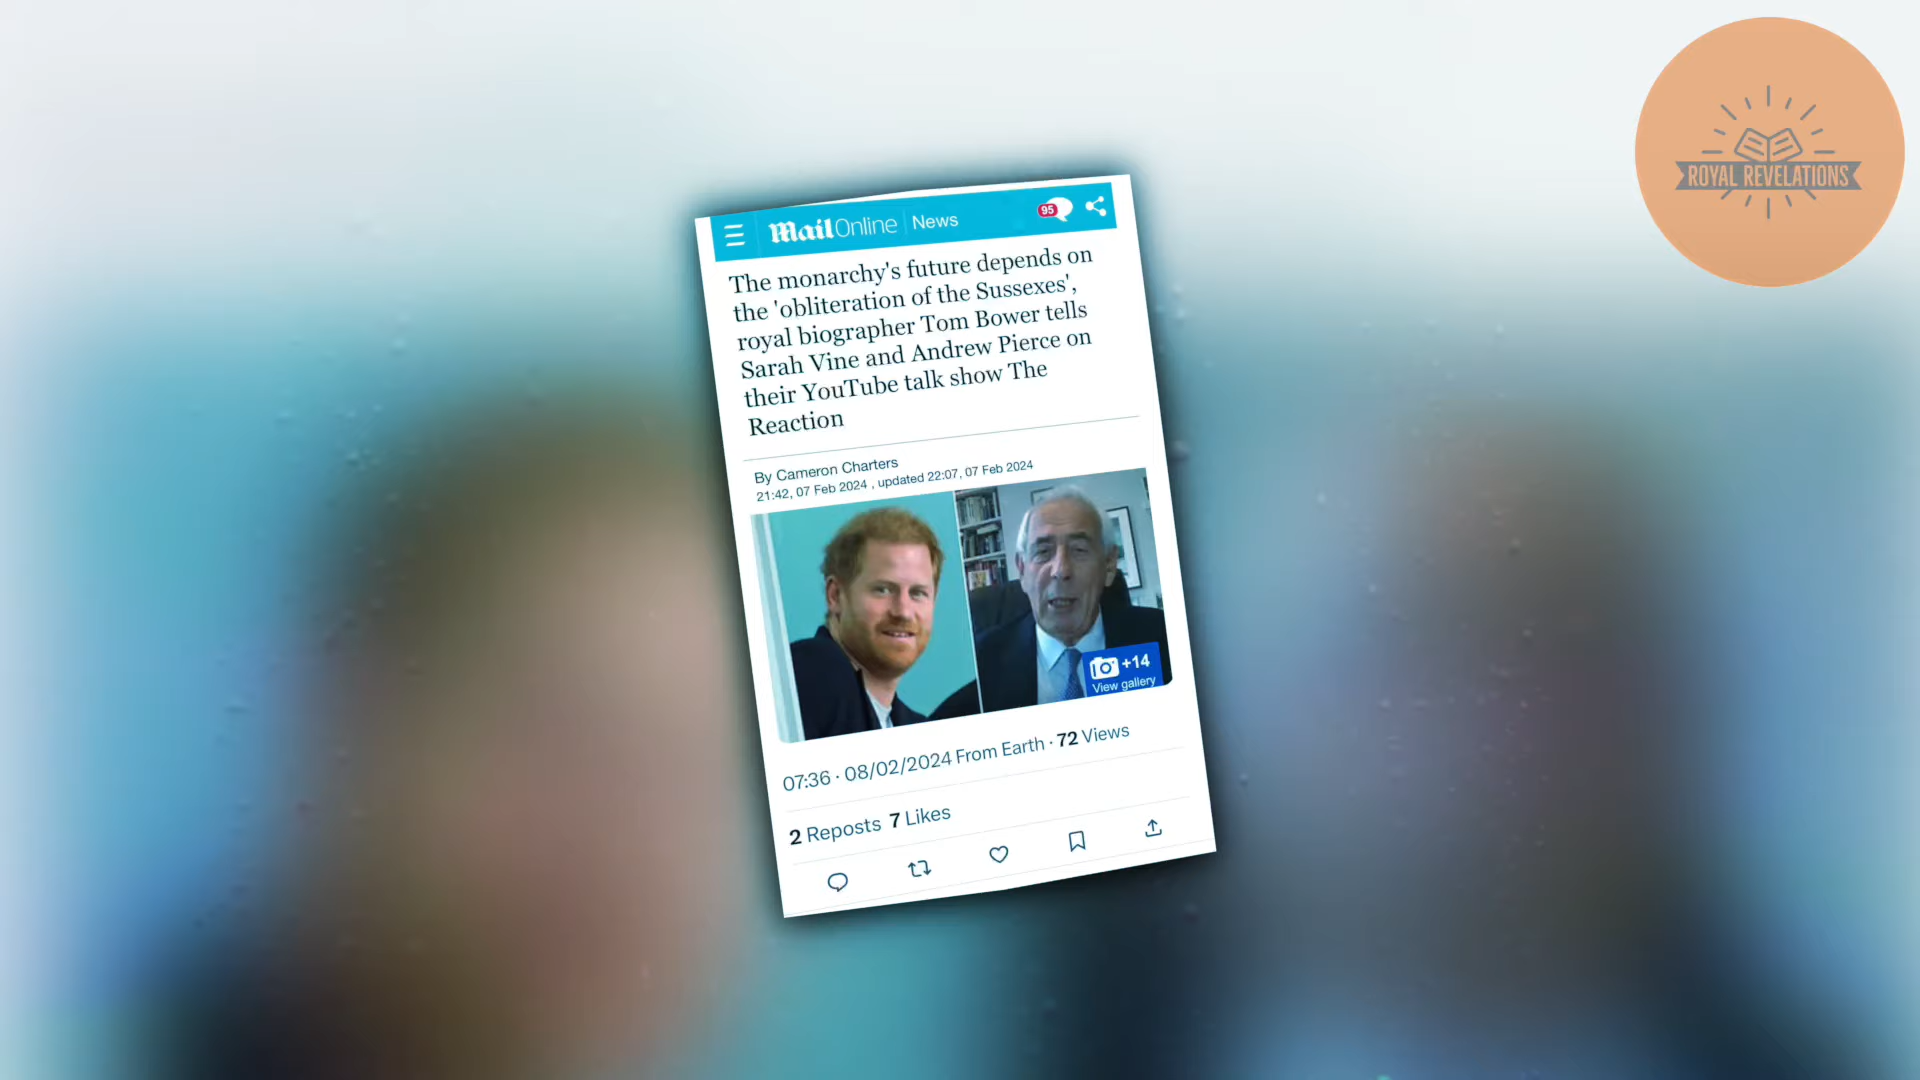 ROYAL REVELATIONS
Mail Online News
95
The monarchy's future depends on
the 'obliteration of the Sussexes',
royal biographer Tom Bower tells
Sarah Vine and Andrew Pierce on
their YouTube talk show The
Reaction
By Cameron Charters
21:42, 07 Feb 2024 , updated 22:07, 07 Feb 2024
+14
View gallery
07:36 · 08/02/2024 From Earth · 72 Views
2 Reposts 7 Likes